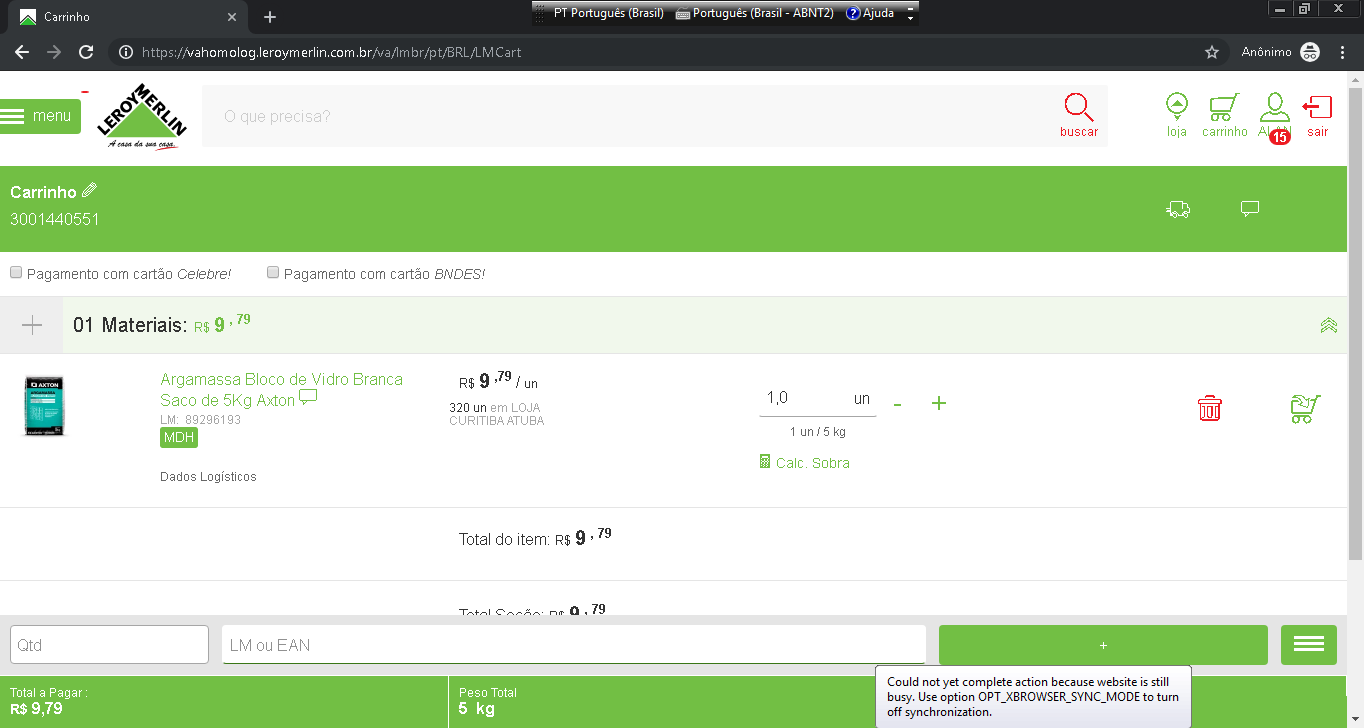 Carrinho
PT Português (Brasil) Português (Brasil - ABNT2) Ajuda
https://vahomolog.leroymerlin.com.br/va/lmbr/pt/BRL/LMCart
Anônimo
menu
LEROY MERLIN
A casa da sua casa.
O que precisa?
buscar
loja
carrinho
ALAN
15
sair
Carrinho
3001440551
Pagamento com cartão Celebre! Pagamento com cartão BNDES!
01 Materiais: R$ 9 , 79
AXTON
Argamassa Bloco de Vidro Branca
Saco de 5Kg Axton
LM: 89296193
MDH
Dados Logísticos
R$ 9 ,79 / un
320 un em LOJA
CURITIBA ATUBA
1,0 un - +
1 un / 5 kg
Calc. Sobra
Total do item: R$ 9 , 79
Total Seção: R$ 9 , 79
Qtd
LM ou EAN
+
Total a Pagar :
R$ 9,79
Peso Total
5 kg
Could not yet complete action because website is still
busy. Use option OPT_XBROWSER_SYNC_MODE to turn
off synchronization.